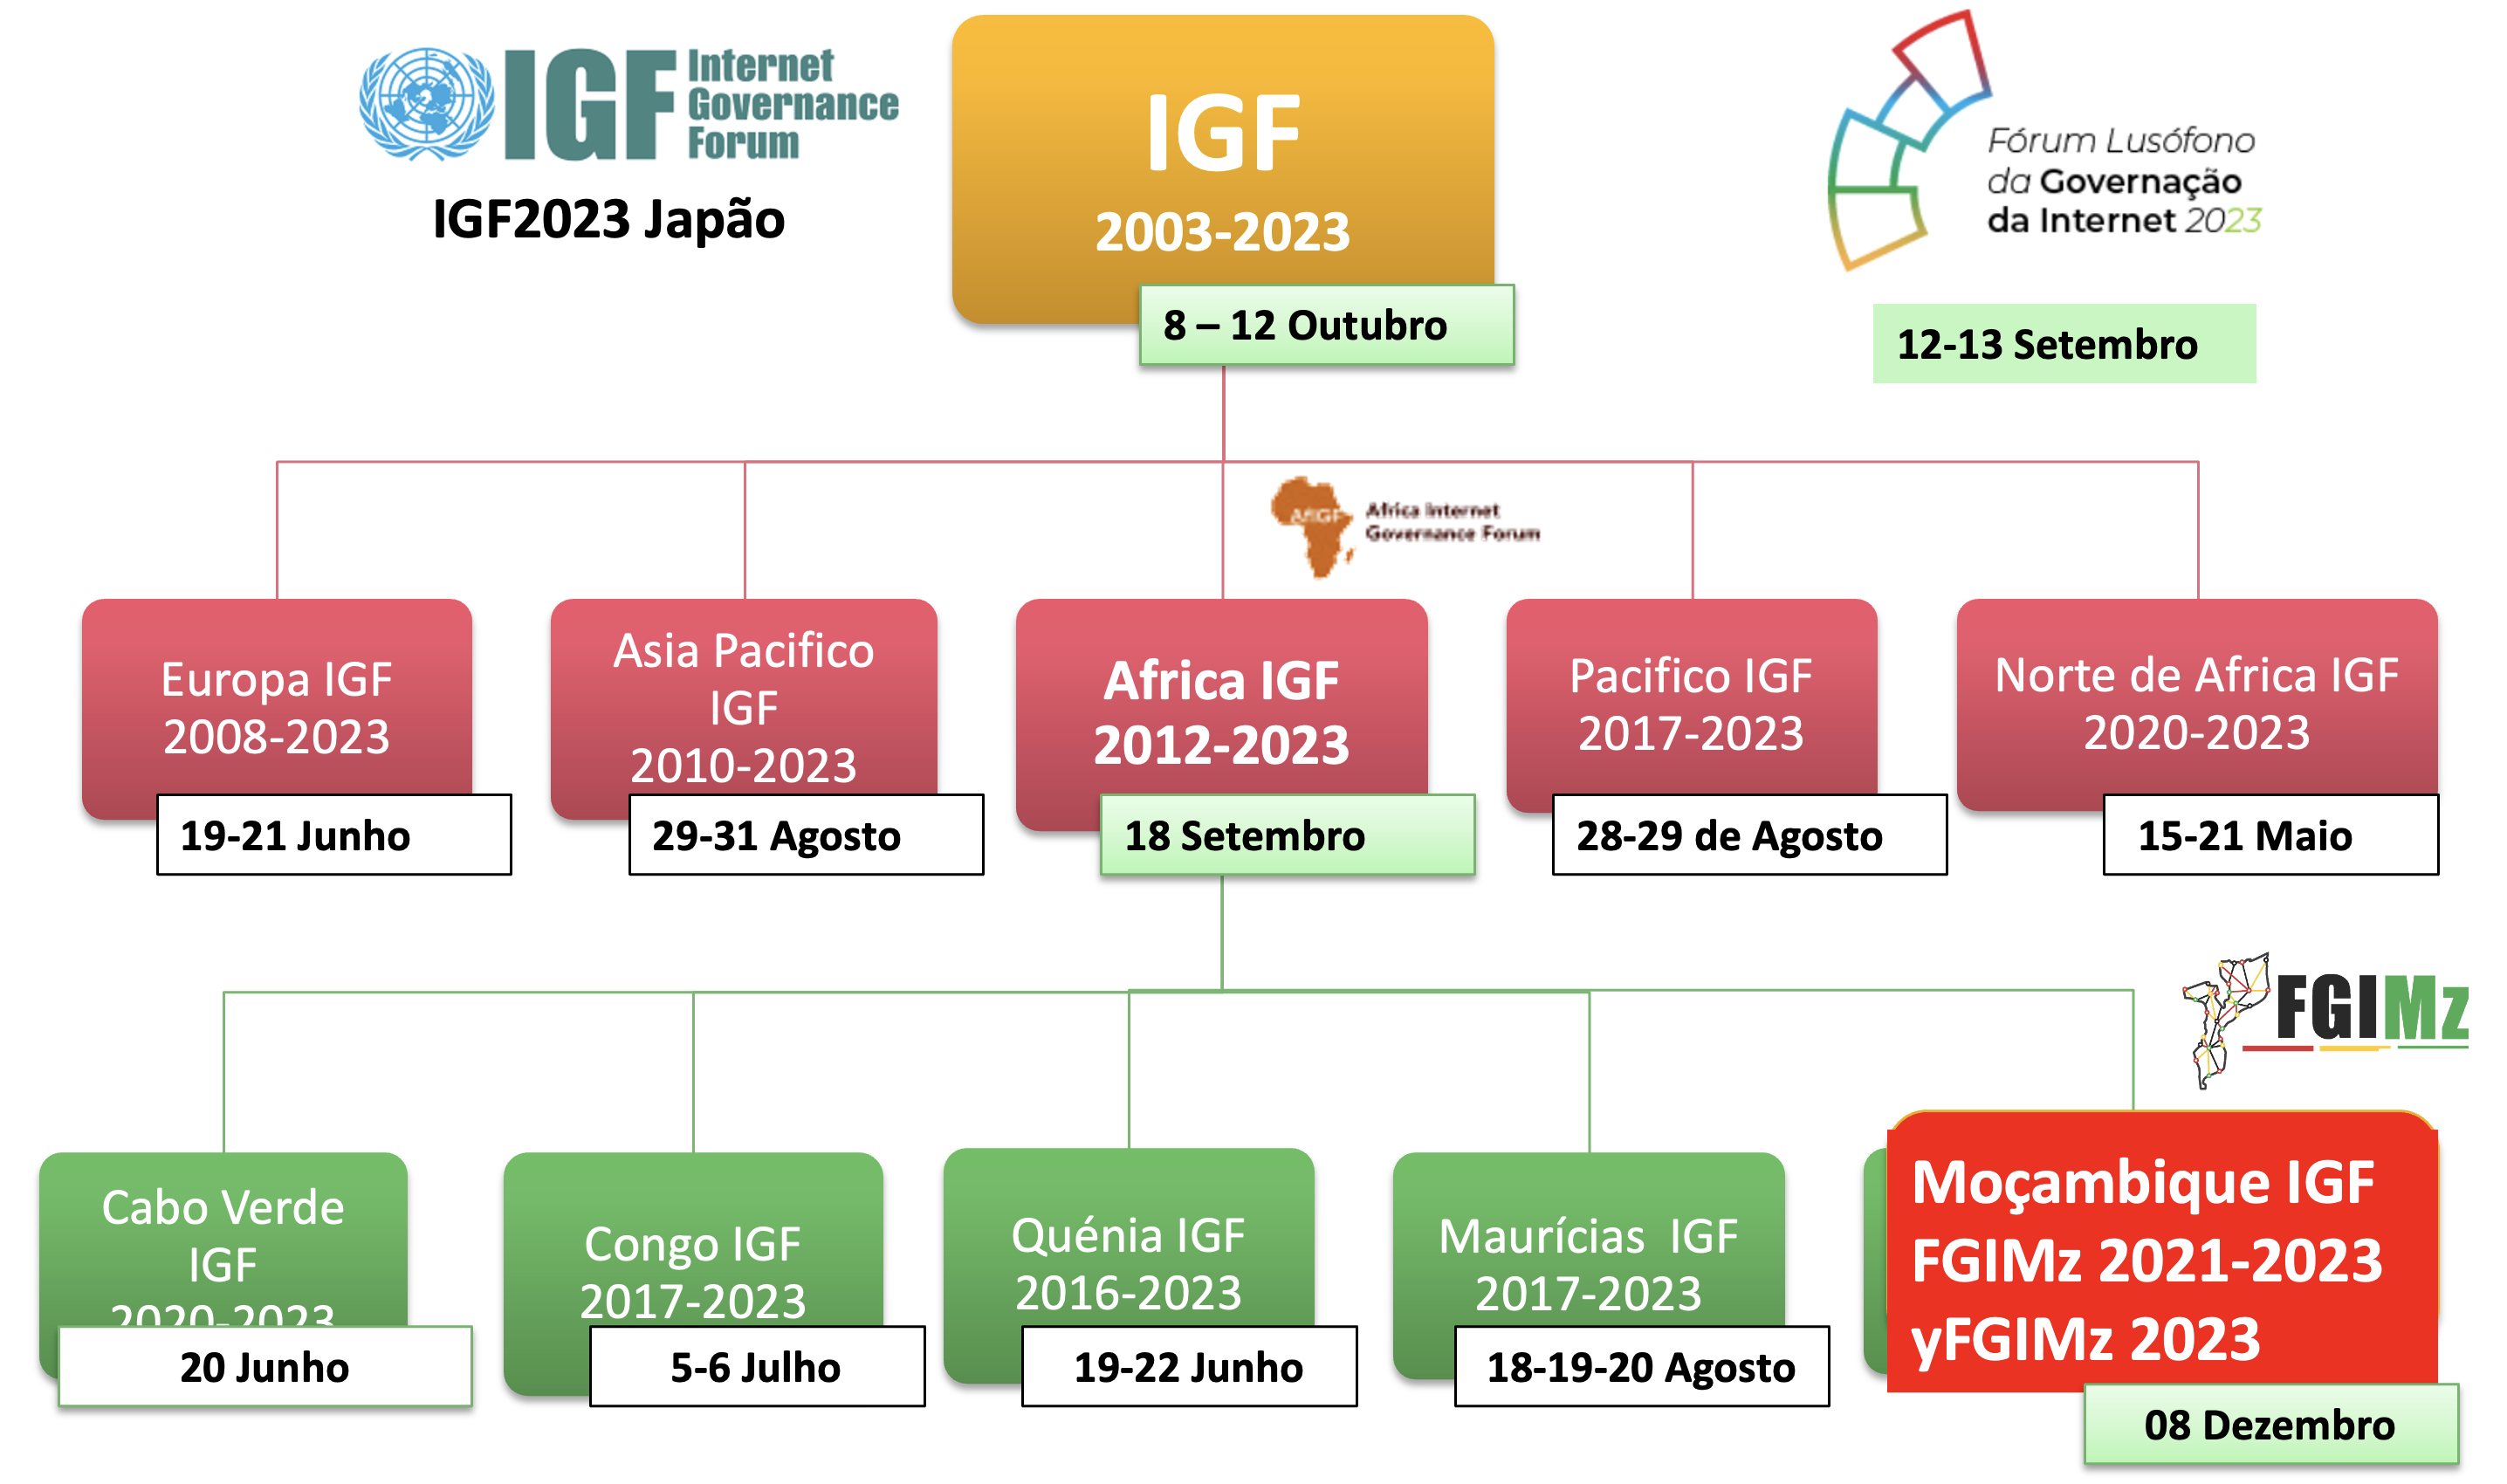 IGF
Internet
Governance
Forum
IGF2023 Japão
IGF
2003-2023
8 – 12 Outubro
Fórum Lusófono
da Governação
da Internet 2023
12-13 Setembro
AfIGF
Africa Internet
Governance Forum
Europa IGF
2008-2023
19-21 Junho
Asia Pacifico
IGF
2010-2023
29-31 Agosto
Africa IGF
2012-2023
18 Setembro
Pacifico IGF
2017-2023
28-29 de Agosto
Norte de Africa IGF
2020-2023
15-21 Maio
FGIMz
Cabo Verde
IGF
2020-2023
20 Junho
Congo IGF
2017-2023
5-6 Julho
Quénia IGF
2016-2023
19-22 Junho
Maurícias IGF
2017-2023
18-19-20 Agosto
Moçambique IGF
FGIMz 2021-2023
yFGIMz 2023
08 Dezembro